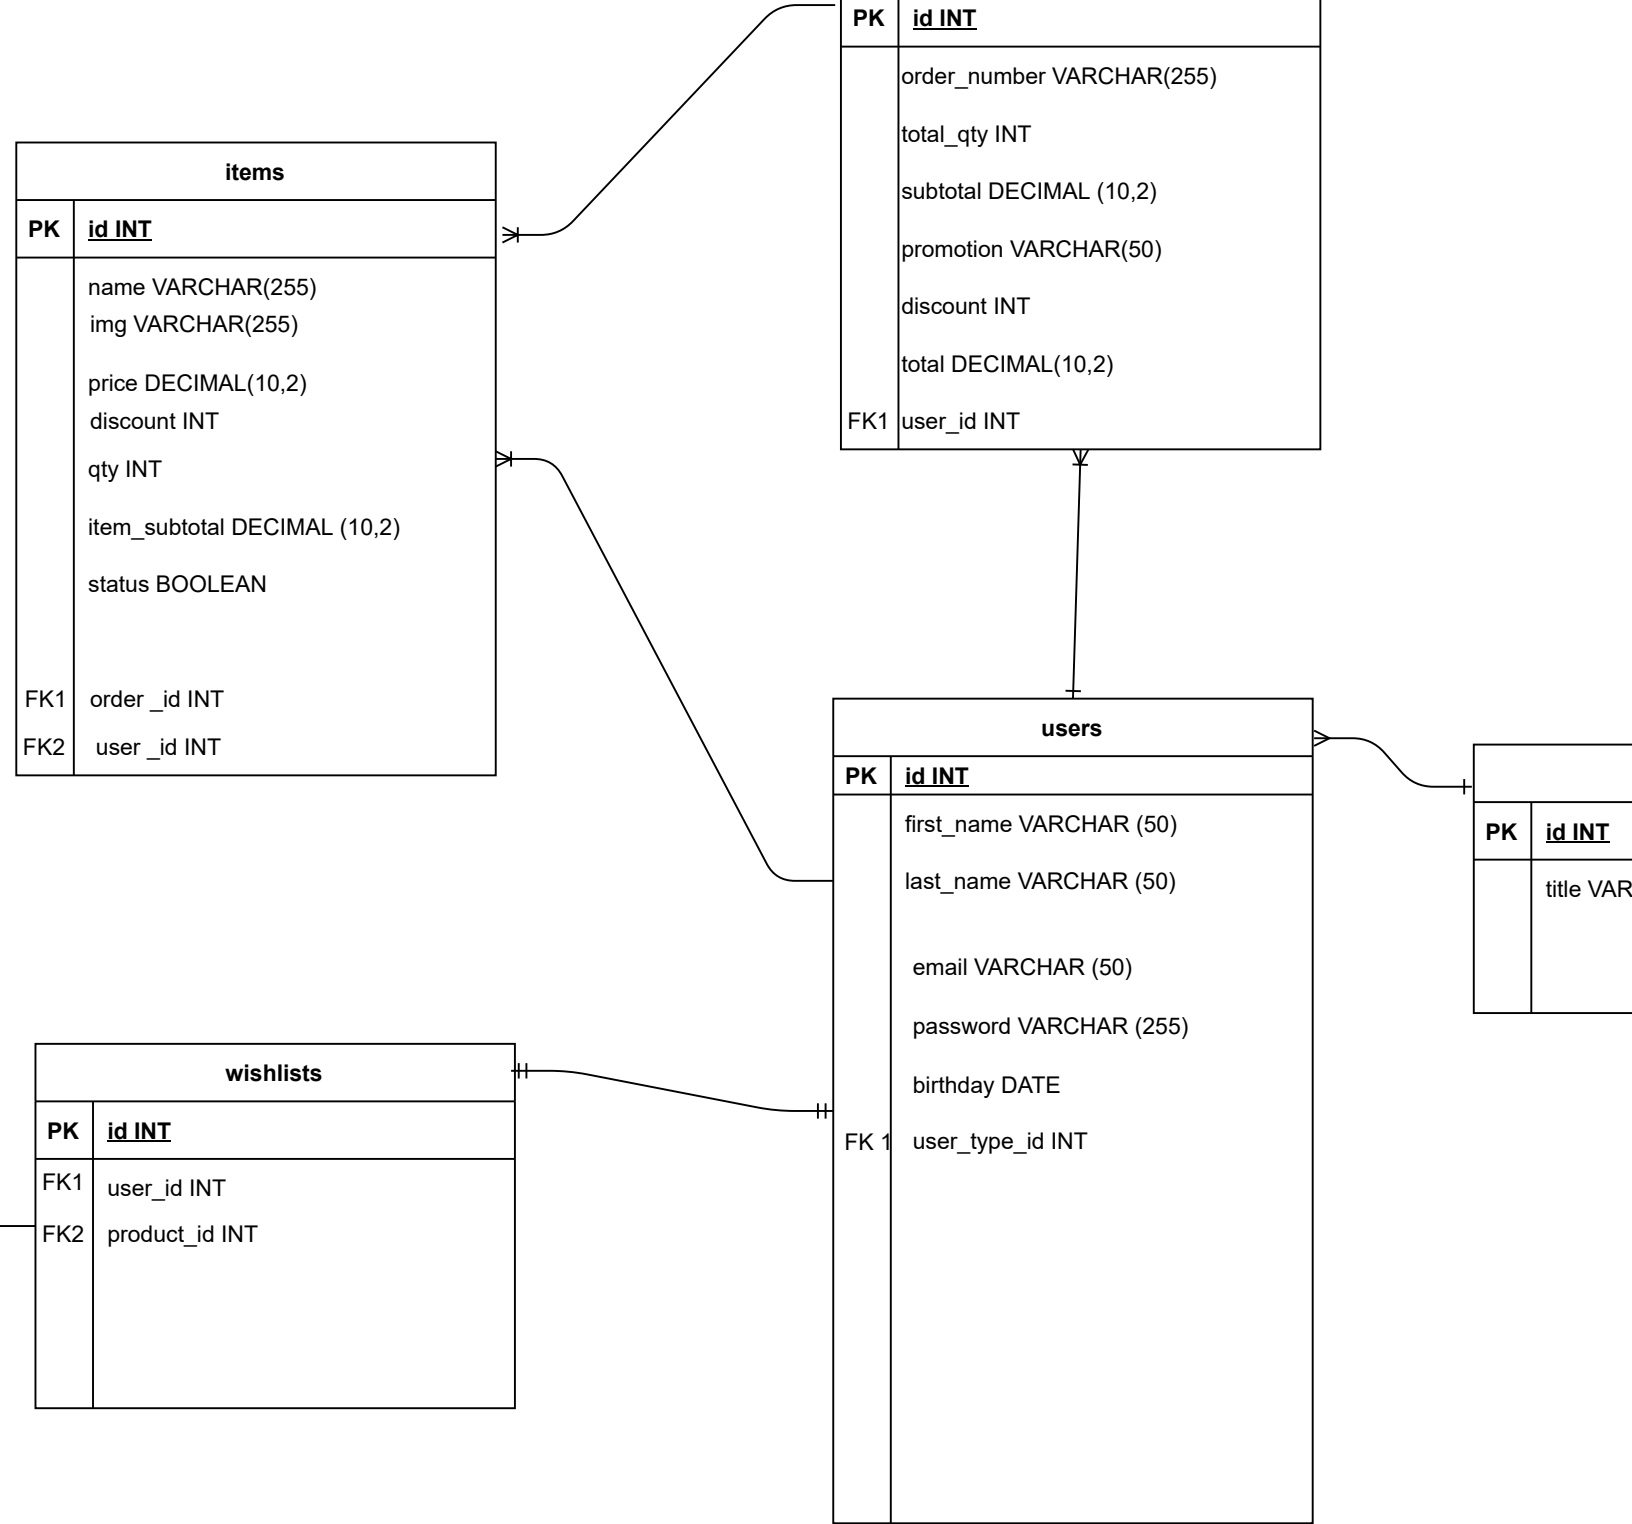 PK id INT
order_number VARCHAR(255)
total_qty INT
subtotal DECIMAL (10,2)
promotion VARCHAR(50)
discount INT
total DECIMAL(10,2)
FK1 user_id INT
items
PK id INT
name VARCHAR(255)
img VARCHAR(255)
price DECIMAL(10,2)
discount INT
qty INT
item_subtotal DECIMAL (10,2)
status BOOLEAN
FK1 order _id INT
FK2 user _id INT
users
PK id INT
first_name VARCHAR (50)
last_name VARCHAR (50)
email VARCHAR (50)
password VARCHAR (255)
birthday DATE
FK 1 user_type_id INT
PK id INT
title VAR
wishlists
PK id INT
FK1 user_id INT
FK2 product_id INT